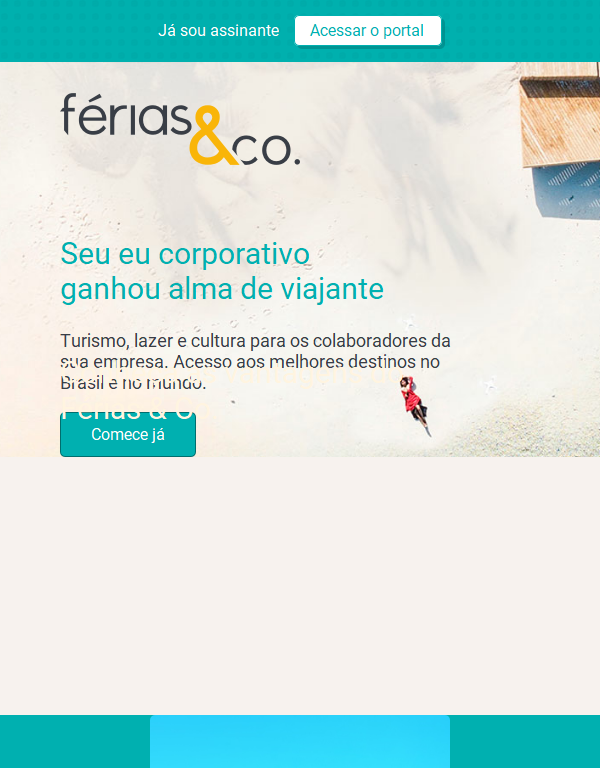 Já sou assinante
Acessar o portal
férias&co.
Seu eu corporativo
ganhou alma de viajante
Turismo, lazer e cultura para os colaboradores da
sua empresa. Acesso aos melhores destinos no
Brasil e no mundo.
Férias & C
Comece já